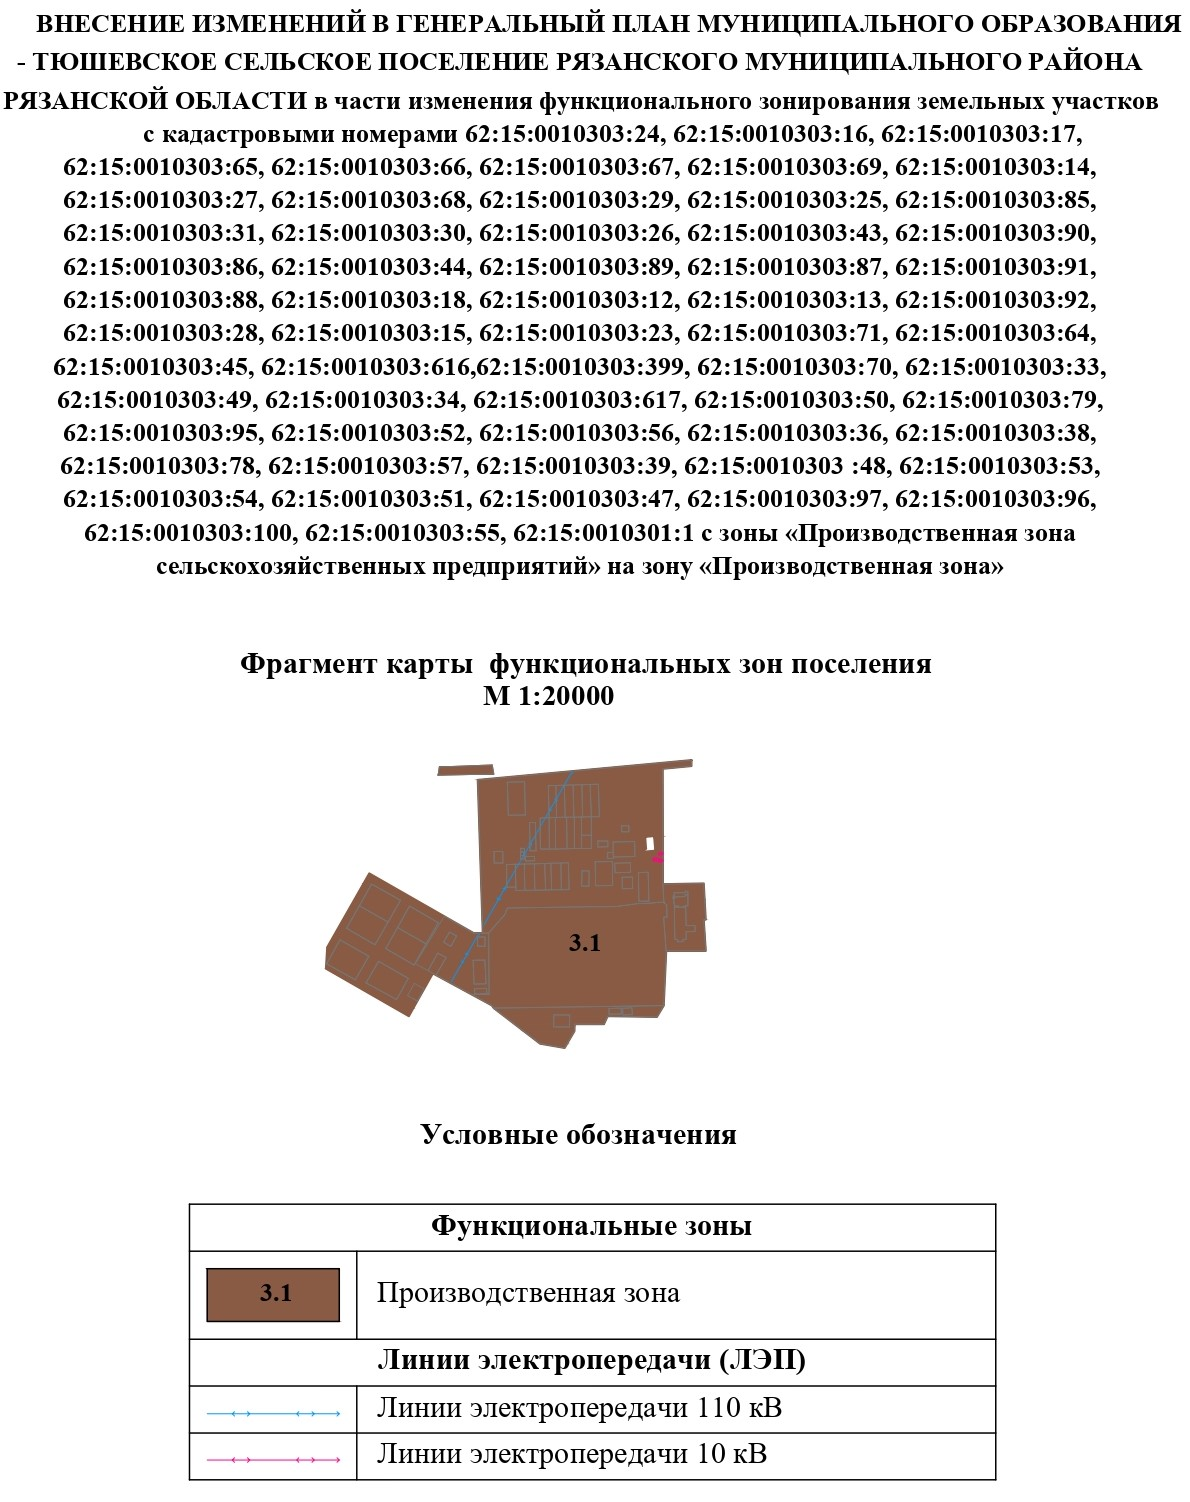 ВНЕСЕНИЕ ИЗМЕНЕНИЙ В ГЕНЕРАЛЬНЫЙ ПЛАН МУНИЦИПАЛЬНОГО ОБРАЗОВАНИЯ
- ТЮШЕВСКОЕ СЕЛЬСКОЕ ПОСЕЛЕНИЕ РЯЗАНСКОГО МУНИЦИПАЛЬНОГО РАЙОНА
РЯЗАНСКОЙ ОБЛАСТИ в части изменения функционального зонирования земельных участков
с кадастровыми номерами 62:15:0010303:24, 62:15:0010303:16, 62:15:0010303:17,
62:15:0010303:65, 62:15:0010303:66, 62:15:0010303:67, 62:15:0010303:69, 62:15:0010303:14,
62:15:0010303:27, 62:15:0010303:68, 62:15:0010303:29, 62:15:0010303:25, 62:15:0010303:85,
62:15:0010303:31, 62:15:0010303:30, 62:15:0010303:26, 62:15:0010303:43, 62:15:0010303:90,
62:15:0010303:86, 62:15:0010303:44, 62:15:0010303:89, 62:15:0010303:87, 62:15:0010303:91,
62:15:0010303:88, 62:15:0010303:18, 62:15:0010303:12, 62:15:0010303:13, 62:15:0010303:92,
62:15:0010303:28, 62:15:0010303:15, 62:15:0010303:23, 62:15:0010303:71, 62:15:0010303:64,
62:15:0010303:45, 62:15:0010303:616,62:15:0010303:399, 62:15:0010303:70, 62:15:0010303:33,
62:15:0010303:49, 62:15:0010303:34, 62:15:0010303:617, 62:15:0010303:50, 62:15:0010303:79,
62:15:0010303:95, 62:15:0010303:52, 62:15:0010303:56, 62:15:0010303:36, 62:15:0010303:38,
62:15:0010303:78, 62:15:0010303:57, 62:15:0010303:39, 62:15:0010303 :48, 62:15:0010303:53,
62:15:0010303:54, 62:15:0010303:51, 62:15:0010303:47, 62:15:0010303:97, 62:15:0010303:96,
62:15:0010303:100, 62:15:0010303:55, 62:15:0010301:1 с зоны «Производственная зона
сельскохозяйственных предприятий» на зону «Производственная зона»
Фрагмент карты функциональных зон поселения
М 1:20000
3.1
Условные обозначения
Функциональные зоны
3.1 Производственная зона
Линии электропередачи (ЛЭП)
Линии электропередачи 110 кВ
Линии электропередачи 10 кВ